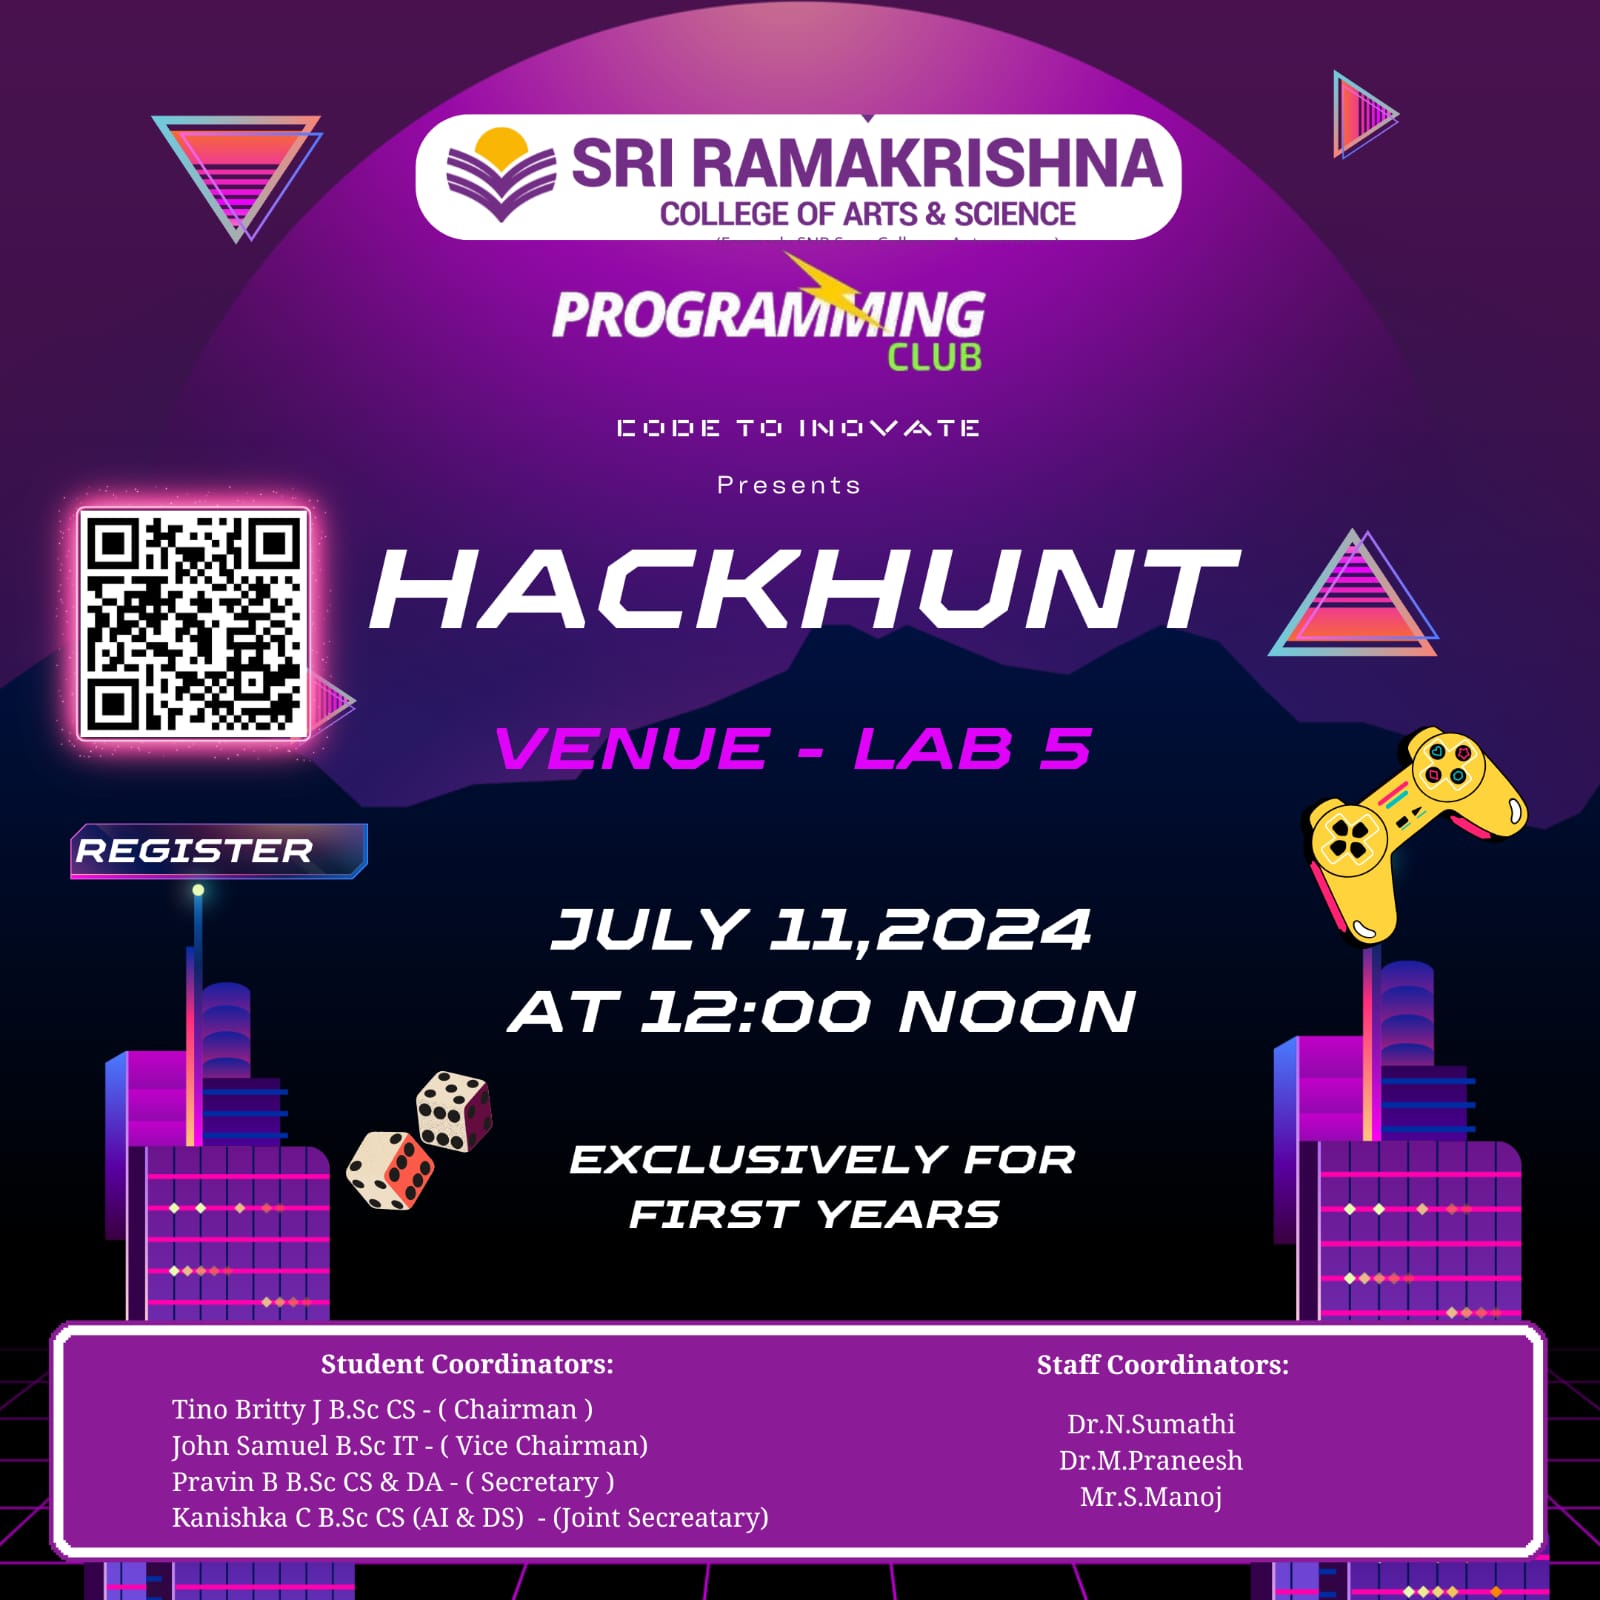 SRI RAMAKRISHNA
COLLEGE OF ARTS & SCIENCE
PROGRAMMING
CLUB
CODE TO INOVATE
Presents
HACKHUNT
VENUE - LAB 5
REGISTER
JULY 11,2024
AT 12:00 NOON
EXCLUSIVELY FOR
FIRST YEARS
Student Coordinators:
Tino Britty J B.Sc CS - ( Chairman )
John Samuel B.Sc IT - ( Vice Chairman)
Pravin B B.Sc CS & DA - ( Secretary )
Kanishka C B.Sc CS (AI & DS)  - (Joint Secreatary)
Staff Coordinators:
Dr.N.Sumathi
Dr.M.Praneesh
Mr.S.Manoj